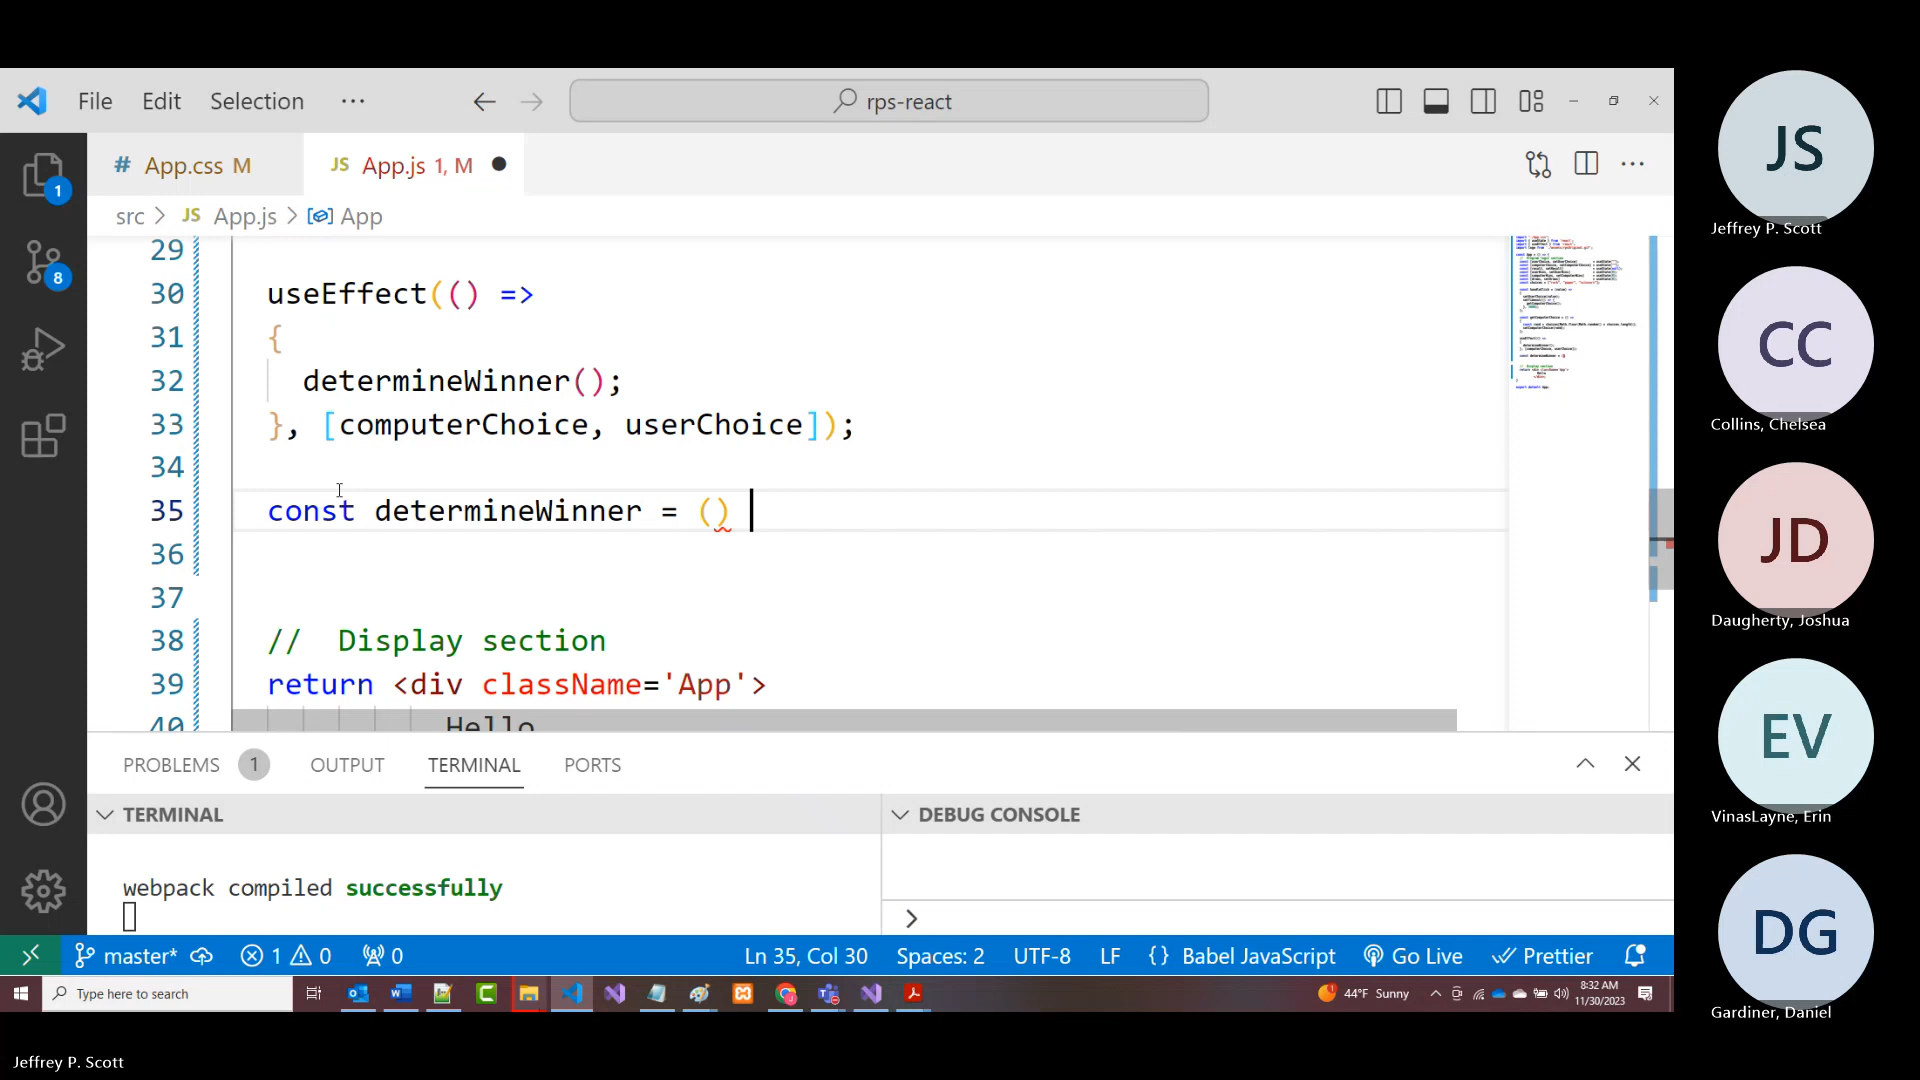 File Edit Selection ··· rps-react
# App.css M JS App.js 1, M
src > JS App.js > App
29
30 useEffect(() =>
31 {
32 determineWinner();
33 }, [computerChoice, userChoice]);
34
35 const determineWinner = ()
36
37
38 // Display section
39 return <div className='App'>
40 Hello
PROBLEMS 1 OUTPUT TERMINAL PORTS
TERMINAL
DEBUG CONSOLE
webpack compiled successfully
>
master* 1 0 0 Ln 35, Col 30 Spaces: 2 UTF-8 LF {} Babel JavaScript Go Live Prettier
Type here to search
44°F Sunny
8:32 AM
11/30/2023
1
8
JS
Jeffrey P. Scott
CC
Collins, Chelsea
JD
Daugherty, Joshua
EV
VinasLayne, Erin
DG
Gardiner, Daniel
Jeffrey P. Scott